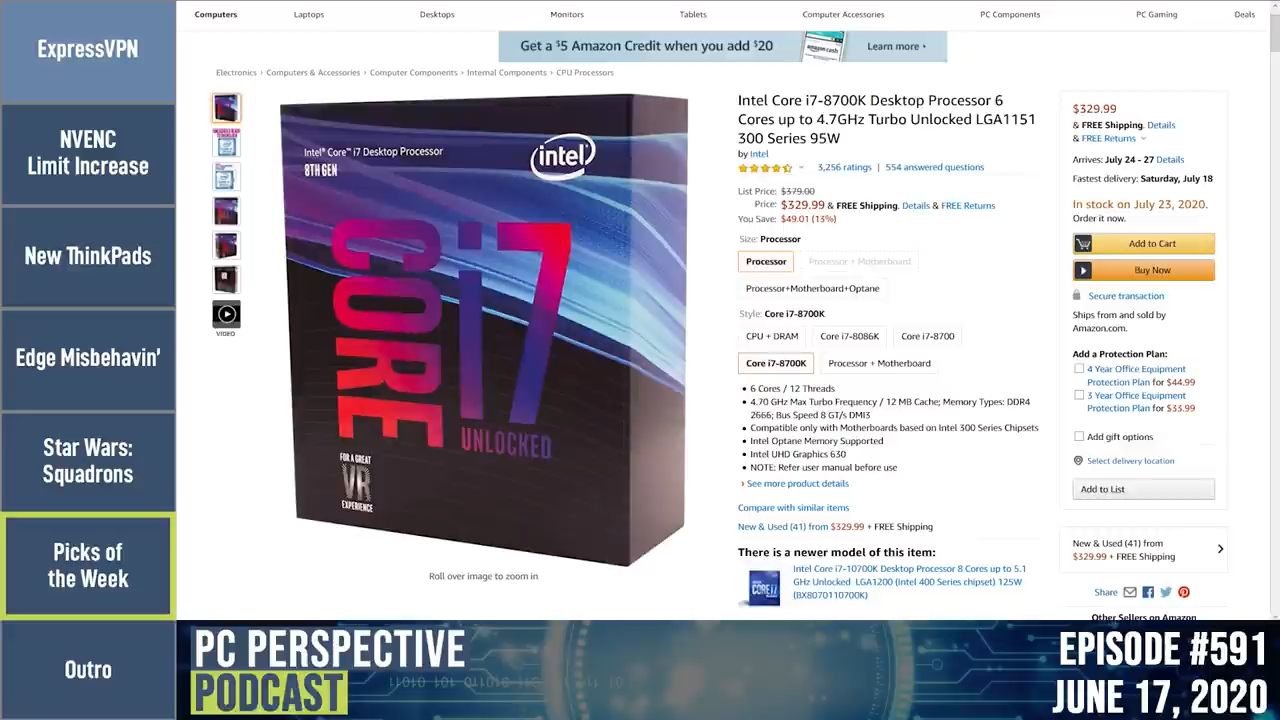 ExpressVPN
NVENC
Limit Increase
New ThinkPads
Edge Misbehavin'
Star Wars:
Squadrons
Picks of
the Week
Outro
Computers
Laptops
Desktops
Monitors
Tablets
Computer Accessories
PC Components
PC Gaming
Deals
Get a $5 Amazon Credit when you add $20
amazon cash
Learn more ›
Electronics › Computers & Accessories › Computer Components › Internal Components › CPU Processors
VIDEO
Intel® Core™ i7 Desktop Processor
8TH GEN
intel
CORE
i7
UNLOCKED
FOR A GREAT
VR
EXPERIENCE
Roll over image to zoom in
Intel Core i7-8700K Desktop Processor 6
Cores up to 4.7GHz Turbo Unlocked LGA1151
300 Series 95W
by Intel
3,256 ratings | 554 answered questions
List Price: $379.00
Price: $329.99 & FREE Shipping. Details & FREE Returns
You Save: $49.01 (13%)
Size: Processor
Processor
Processor + Motherboard
Processor+Motherboard+Optane
Style: Core i7-8700K
CPU + DRAM
Core i7-8086K
Core i7-8700
Core i7-8700K
Processor + Motherboard
• 6 Cores / 12 Threads
• 4.70 GHz Max Turbo Frequency / 12 MB Cache; Memory Types: DDR4
2666; Bus Speed 8 GT/s DMI3
• Compatible only with Motherboards based on Intel 300 Series Chipsets
• Intel Optane Memory Supported
• Intel UHD Graphics 630
• NOTE: Refer user manual before use
› See more product details
Compare with similar items
New & Used (41) from $329.99 + FREE Shipping
There is a newer model of this item:
CORE i7
Intel Core i7-10700K Desktop Processor 8 Cores up to 5.1
GHz Unlocked LGA1200 (Intel 400 Series chipset) 125W
(BX8070110700K)
$329.99
& FREE Shipping. Details
& FREE Returns
Arrives: July 24 - 27 Details
Fastest delivery: Saturday, July 18
In stock on July 23, 2020.
Order it now.
Add to Cart
Buy Now
Secure transaction
Ships from and sold by
Amazon.com.
Add a Protection Plan:
4 Year Office Equipment
Protection Plan for $44.99
3 Year Office Equipment
Protection Plan for $33.99
Add gift options
Select delivery location
Add to List
New & Used (41) from
$329.99 + FREE Shipping
Share
Other Sellers on Amazon
PC PERSPECTIVE
PODCAST
EPISODE #591
JUNE 17, 2020